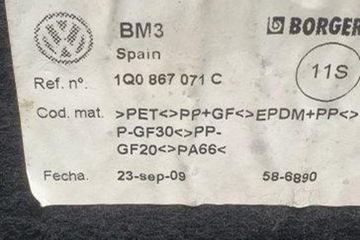 BM3 BORGER
Spain
Ref. nº. 1Q0 867 071 C 11S
Cod. mat. >PET<>PP+GF<>EPDM+PP<>
P-GF30<>PP-
GF20<>PA66<
Fecha. 23-sep-09 58-6890